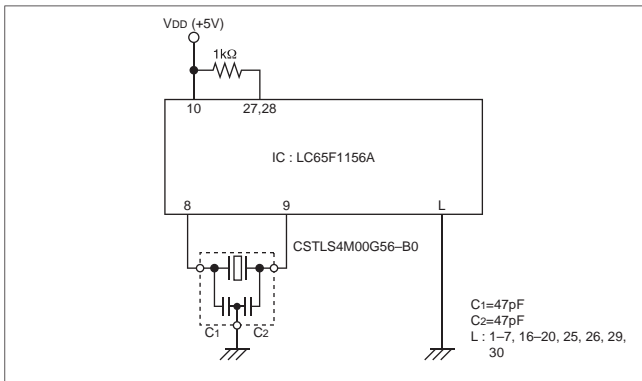 VDD (+5V)
1kΩ
10
27,28
IC : LC65F1156A
8
9
L
CSTLS4M00G56–B0
C1
C2
C1=47pF
C2=47pF
L : 1–7, 16–20, 25, 26, 29,
30